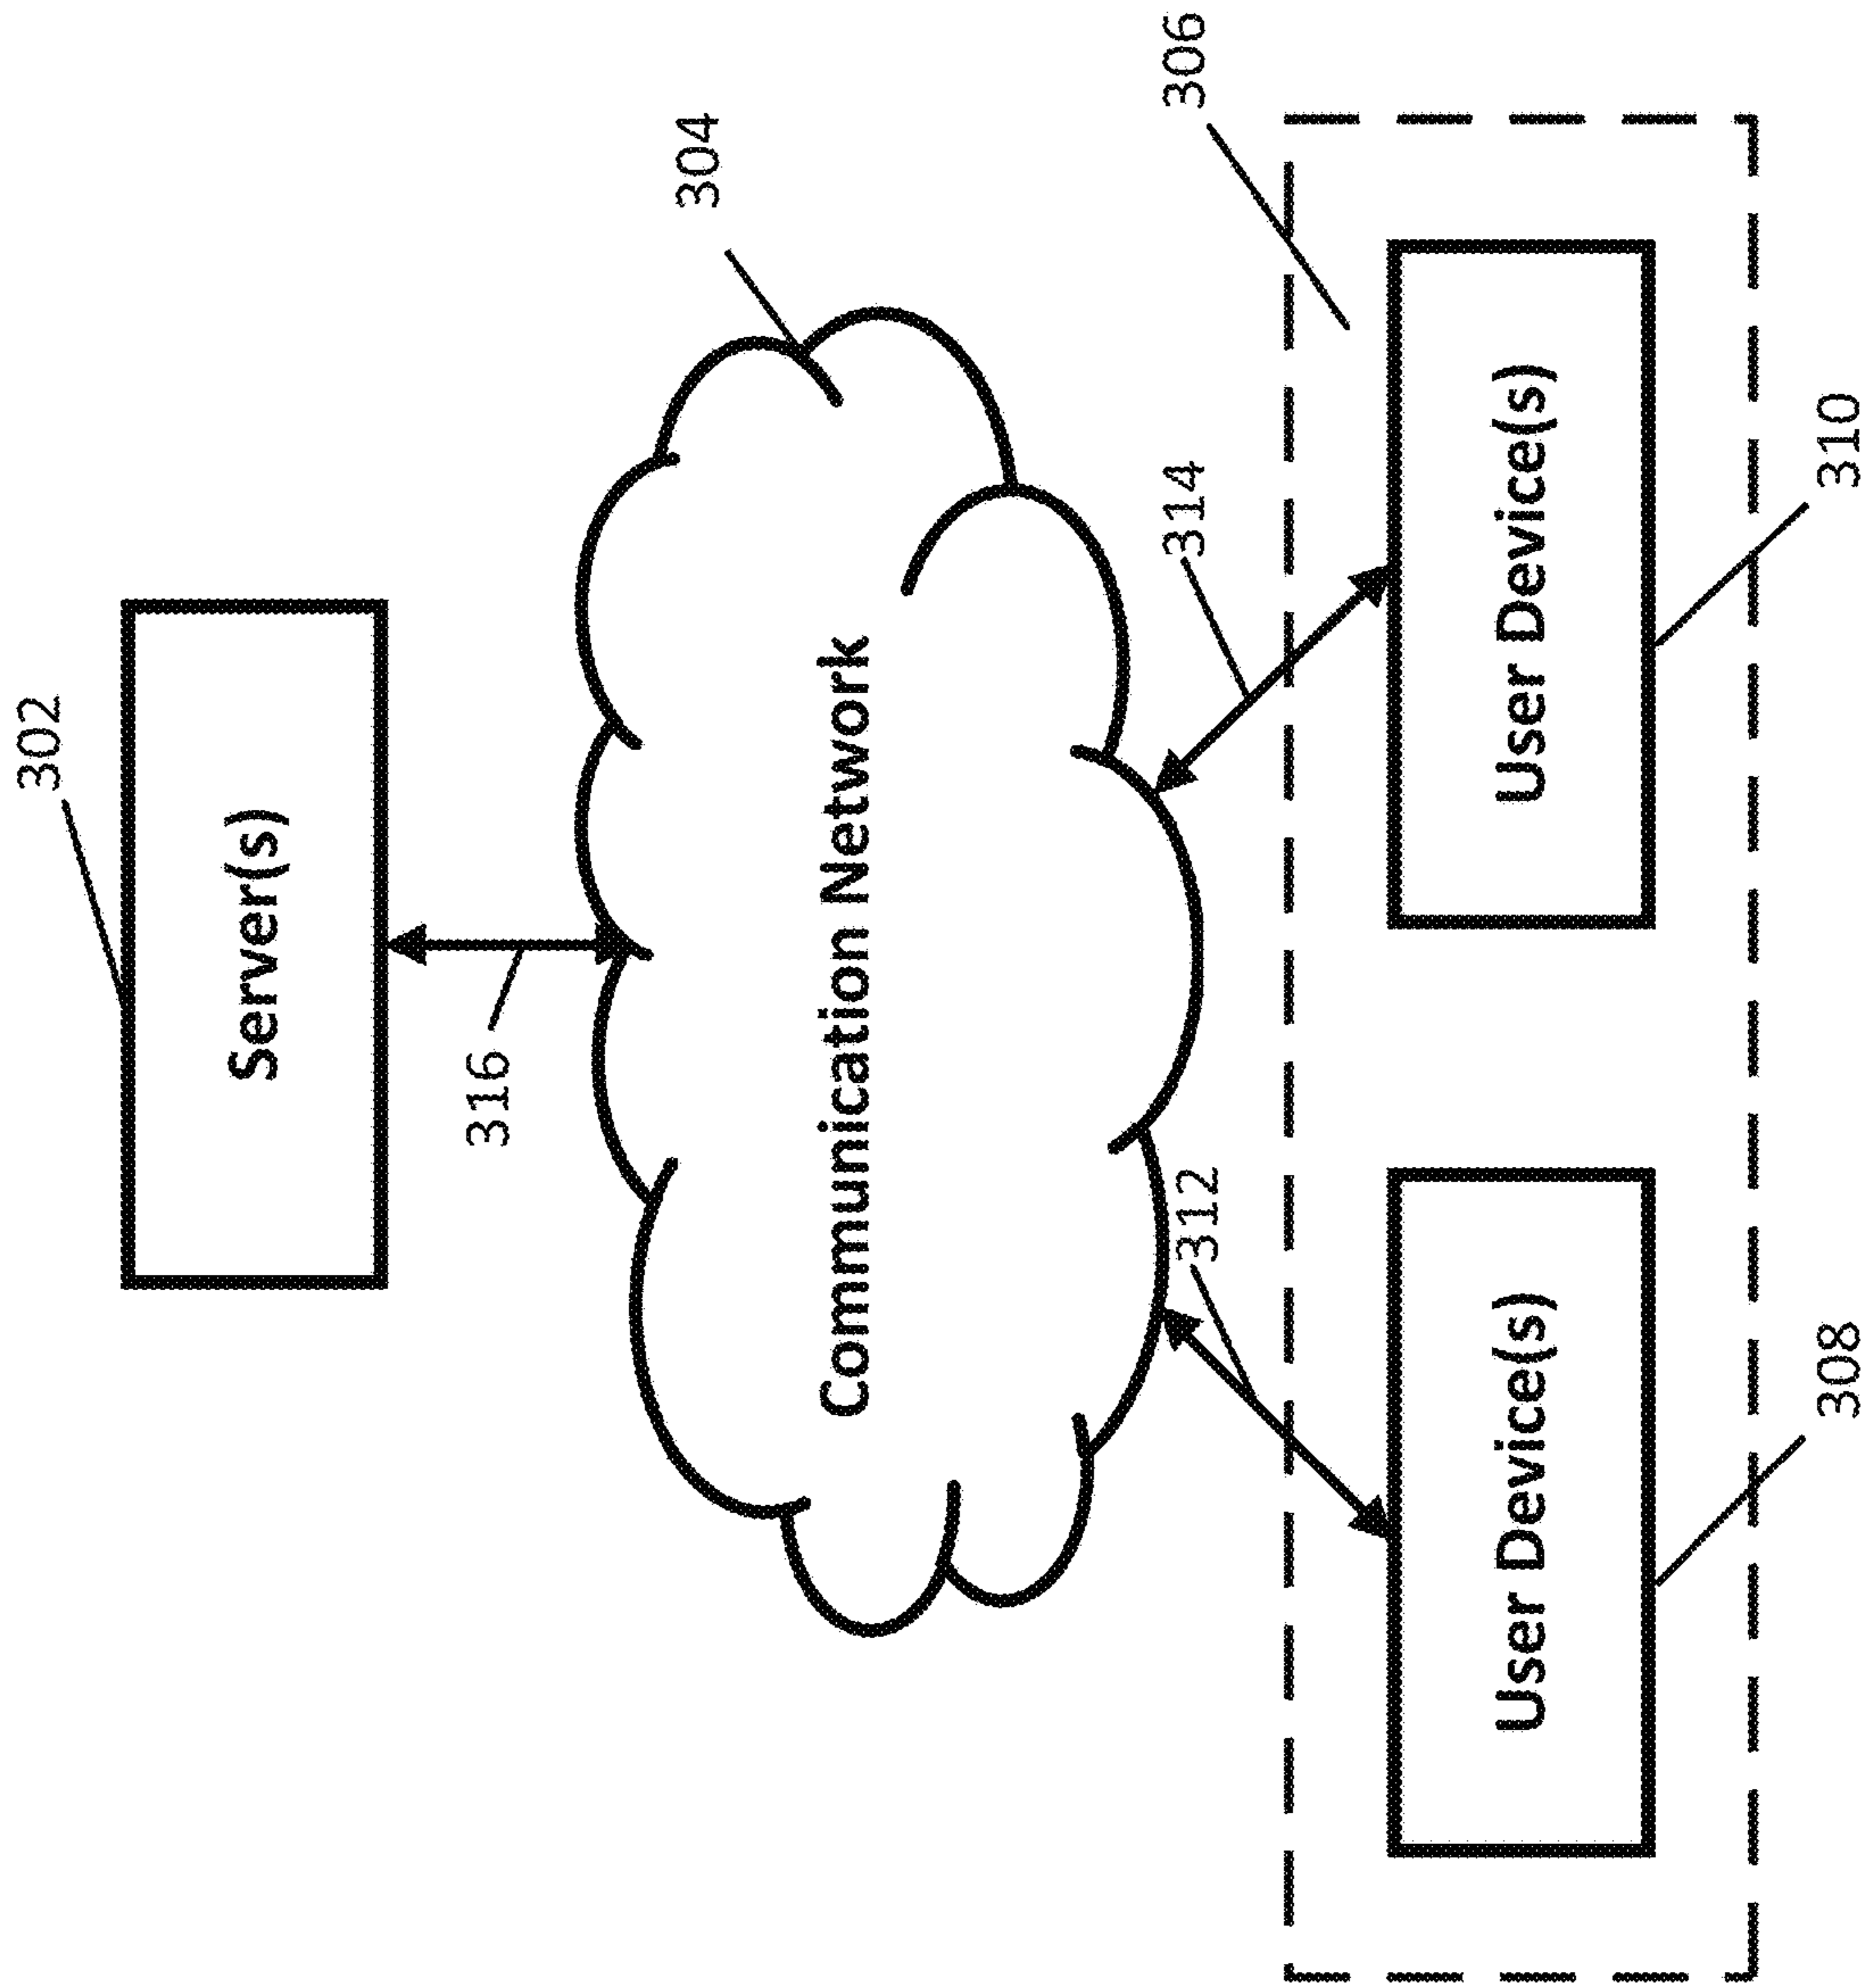 302
Server(s)
316
304
Communication Network
312
314
306
User Device(s)
User Device(s)
308
310